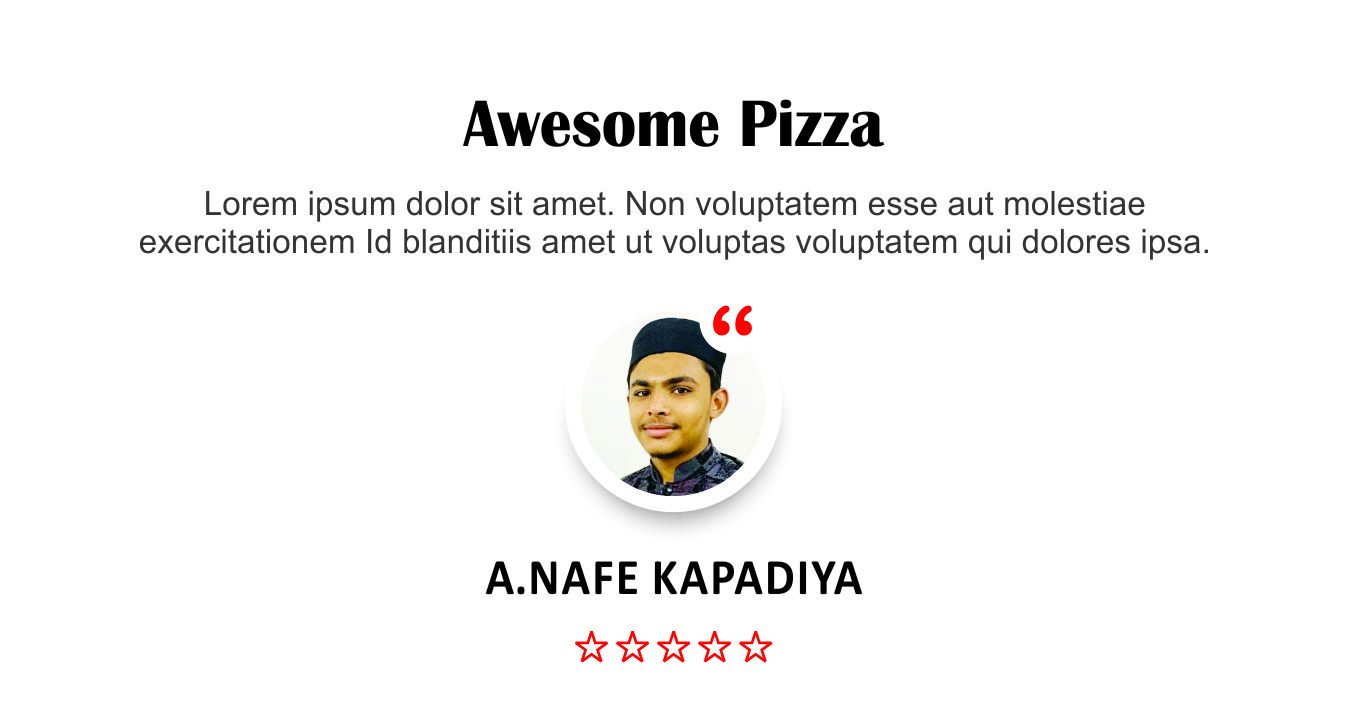 Awesome Pizza
Lorem ipsum dolor sit amet. Non voluptatem esse aut molestiae
exercitationem Id blanditiis amet ut voluptas voluptatem qui dolores ipsa.
“
A.NAFE KAPADIYA